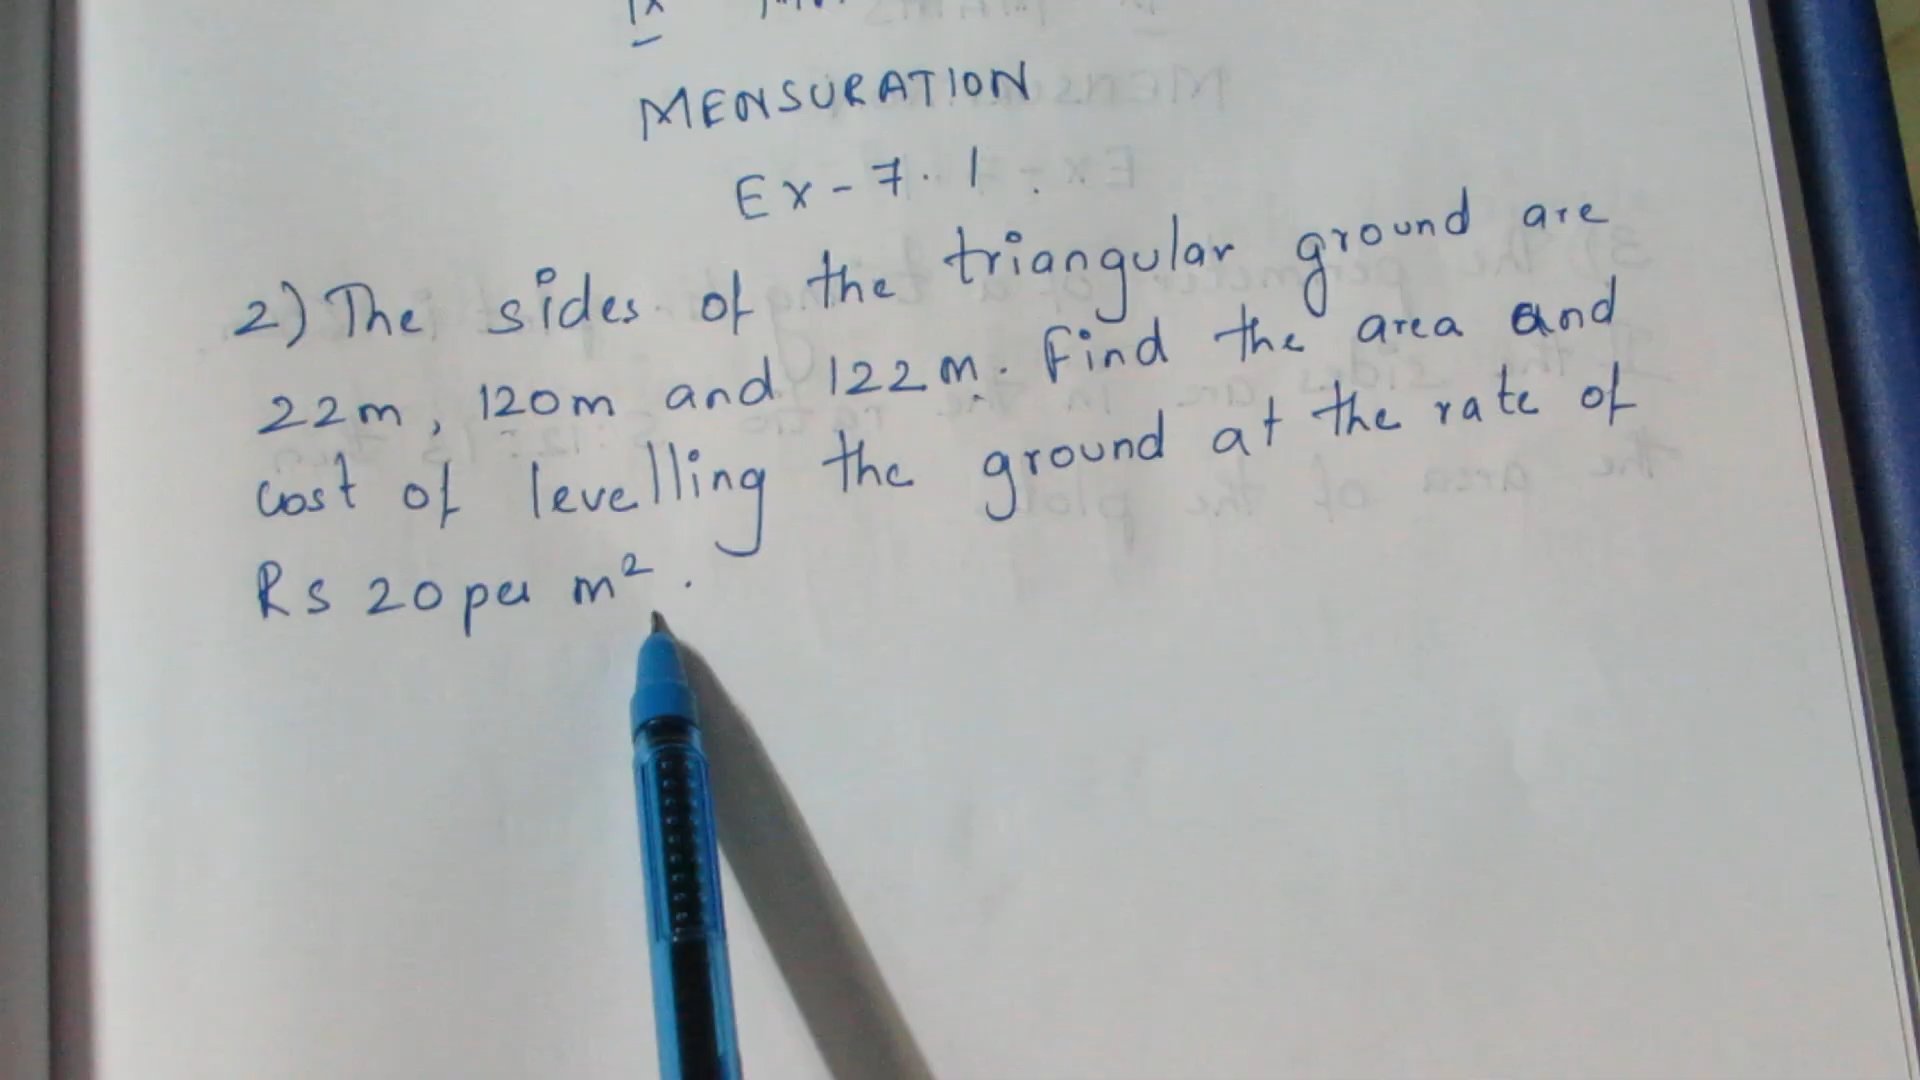 MENSURATION
Ex - 7.1.
2) The sides of the triangular ground are
22m, 120m and 122m. Find the area and
cost of levelling the ground at the rate of
Rs 20 per m².